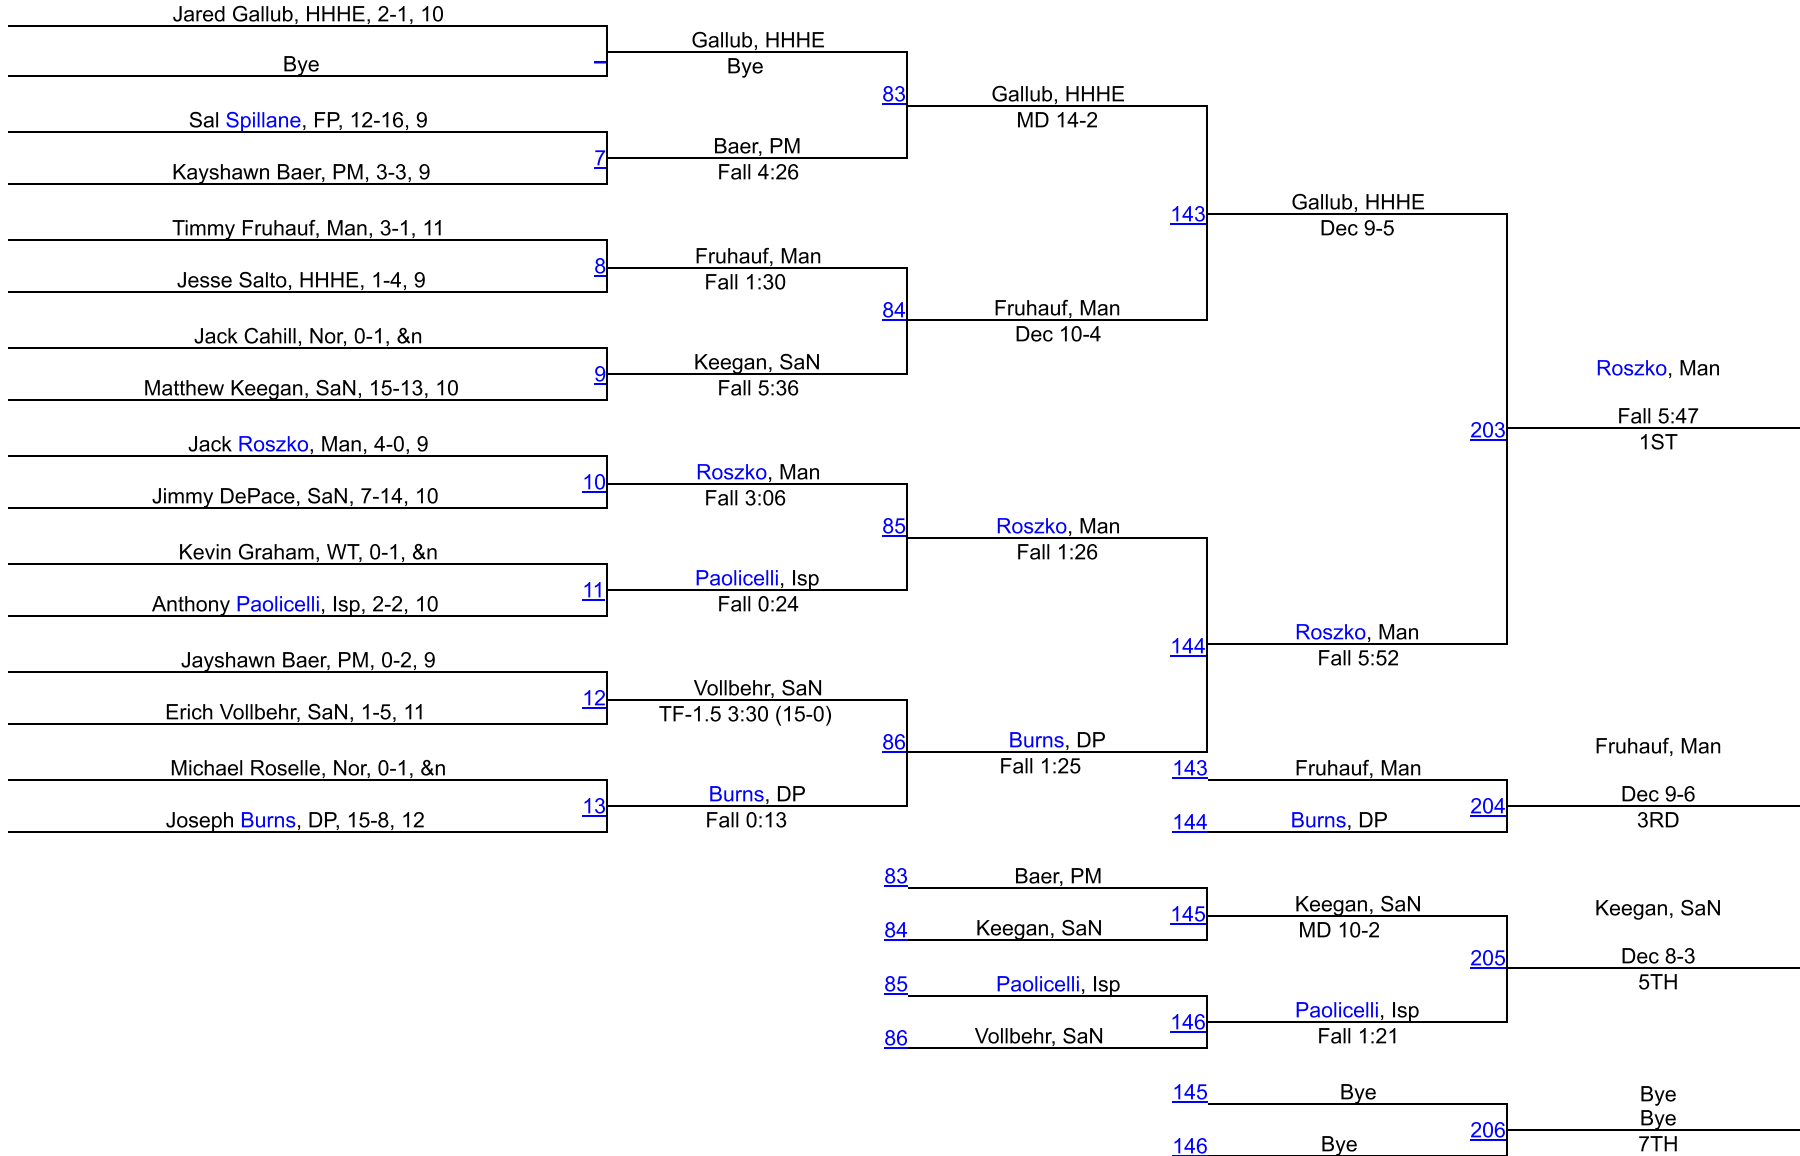 Jared Gallub, HHHE, 2-1, 10
Bye
Gallub, HHHE
Bye
83
Gallub, HHHE
MD 14-2
Sal Spillane, FP, 12-16, 9
7
Kayshawn Baer, PM, 3-3, 9
Baer, PM
Fall 4:26
143
Gallub, HHHE
Dec 9-5
Timmy Fruhauf, Man, 3-1, 11
8
Jesse Salto, HHHE, 1-4, 9
Fruhauf, Man
Fall 1:30
84
Fruhauf, Man
Dec 10-4
Jack Cahill, Nor, 0-1, &n
9
Matthew Keegan, SaN, 15-13, 10
Keegan, SaN
Fall 5:36
203
Roszko, Man
Fall 5:47
1ST
Jack Roszko, Man, 4-0, 9
10
Jimmy DePace, SaN, 7-14, 10
Roszko, Man
Fall 3:06
85
Roszko, Man
Fall 1:26
Kevin Graham, WT, 0-1, &n
11
Anthony Paolicelli, Isp, 2-2, 10
Paolicelli, Isp
Fall 0:24
144
Roszko, Man
Fall 5:52
Jayshawn Baer, PM, 0-2, 9
12
Erich Vollbehr, SaN, 1-5, 11
Vollbehr, SaN
TF-1.5 3:30 (15-0)
86
Burns, DP
Fall 1:25
Michael Roselle, Nor, 0-1, &n
13
Joseph Burns, DP, 15-8, 12
Burns, DP
Fall 0:13
143
Fruhauf, Man
144
Burns, DP
204
Fruhauf, Man
Dec 9-6
3RD
83
Baer, PM
84
Keegan, SaN
145
Keegan, SaN
MD 10-2
85
Paolicelli, Isp
86
Vollbehr, SaN
146
Paolicelli, Isp
Fall 1:21
205
Keegan, SaN
Dec 8-3
5TH
145
Bye
146
Bye
206
Bye
Bye
7TH